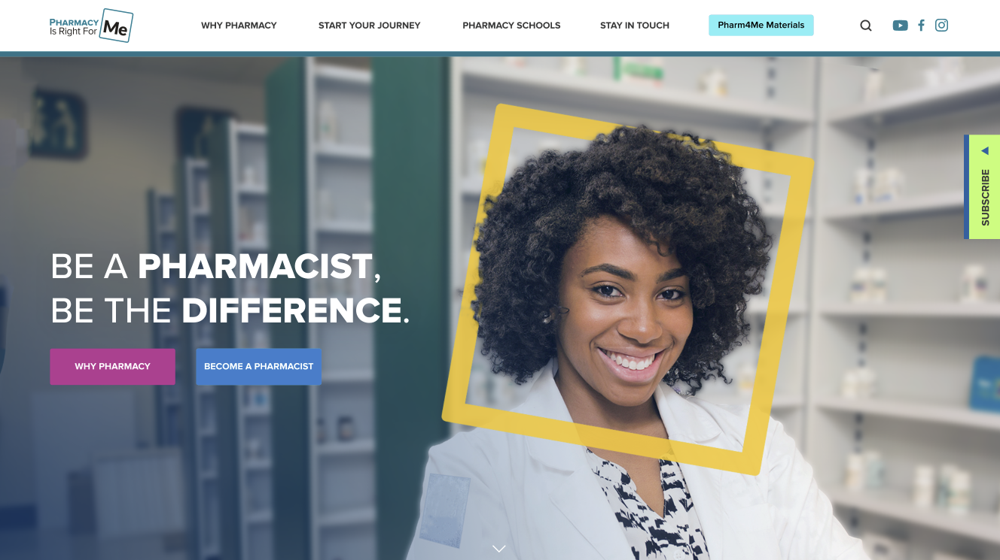 PHARMACY
Is Right For Me
WHY PHARMACY
START YOUR JOURNEY
PHARMACY SCHOOLS
STAY IN TOUCH
Pharm4Me Materials
SUBSCRIBE
BE A PHARMACIST,
BE THE DIFFERENCE.
WHY PHARMACY
BECOME A PHARMACIST